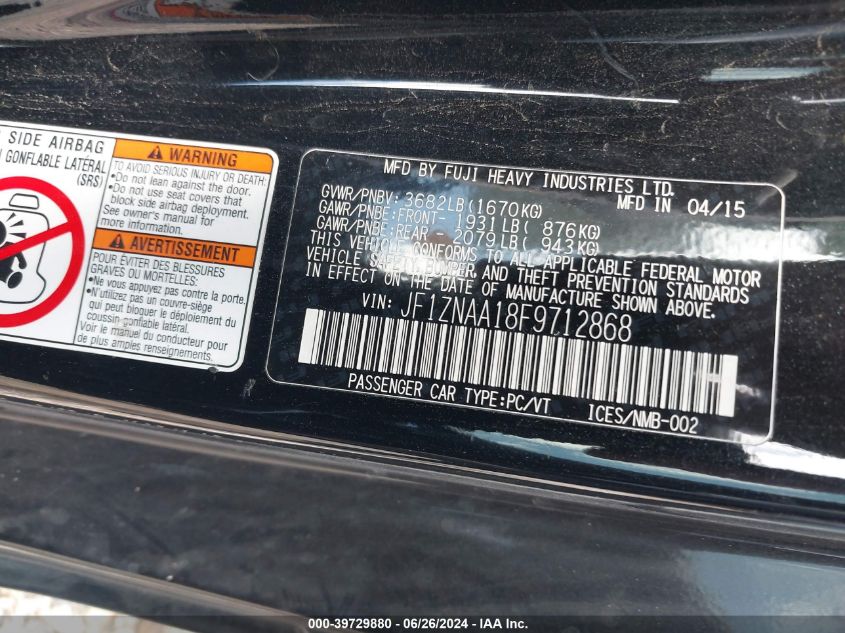 SIDE AIRBAG
GONFLABLE LATÉRAL
(SRS)
WARNING
TO AVOID SERIOUS INJURY OR DEATH:
•Do not lean against the door.
•Do not use seat covers that
block side airbag deployment.
See owner's manual for
more information.
AVERTISSEMENT
POUR ÉVITER DES BLESSURES
GRAVES OU MORTELLES:
•Ne vous appuyez pas contre la porte.
•N'utilizez pas un couvre-siège
qui bloque le déploiement du
coussin gonflable latéral.
Voir le manuel du conducteur
pour plus amples renseignements.
MFD BY FUJI HEAVY INDUSTRIES LTD.
GVWR/PNBV: 3682LB(1670KG) MFD IN 04/15
GAWR/PNBE:FRONT- 1931LB( 876KG)
GAWR/PNBE:REAR - 2079LB( 943KG)
THIS VEHICLE CONFORMS TO ALL APPLICABLE FEDERAL MOTOR
VEHICLE SAFETY,BUMPER, AND THEFT PREVENTION STANDARDS
IN EFFECT ON THE DATE OF MANUFACTURE SHOWN ABOVE.
VIN: JF1ZNAA18F9712868
PASSENGER CAR TYPE:PC/VT ICES/NMB-002
000-39729880 / 06/26/2024 - IAA Inc.